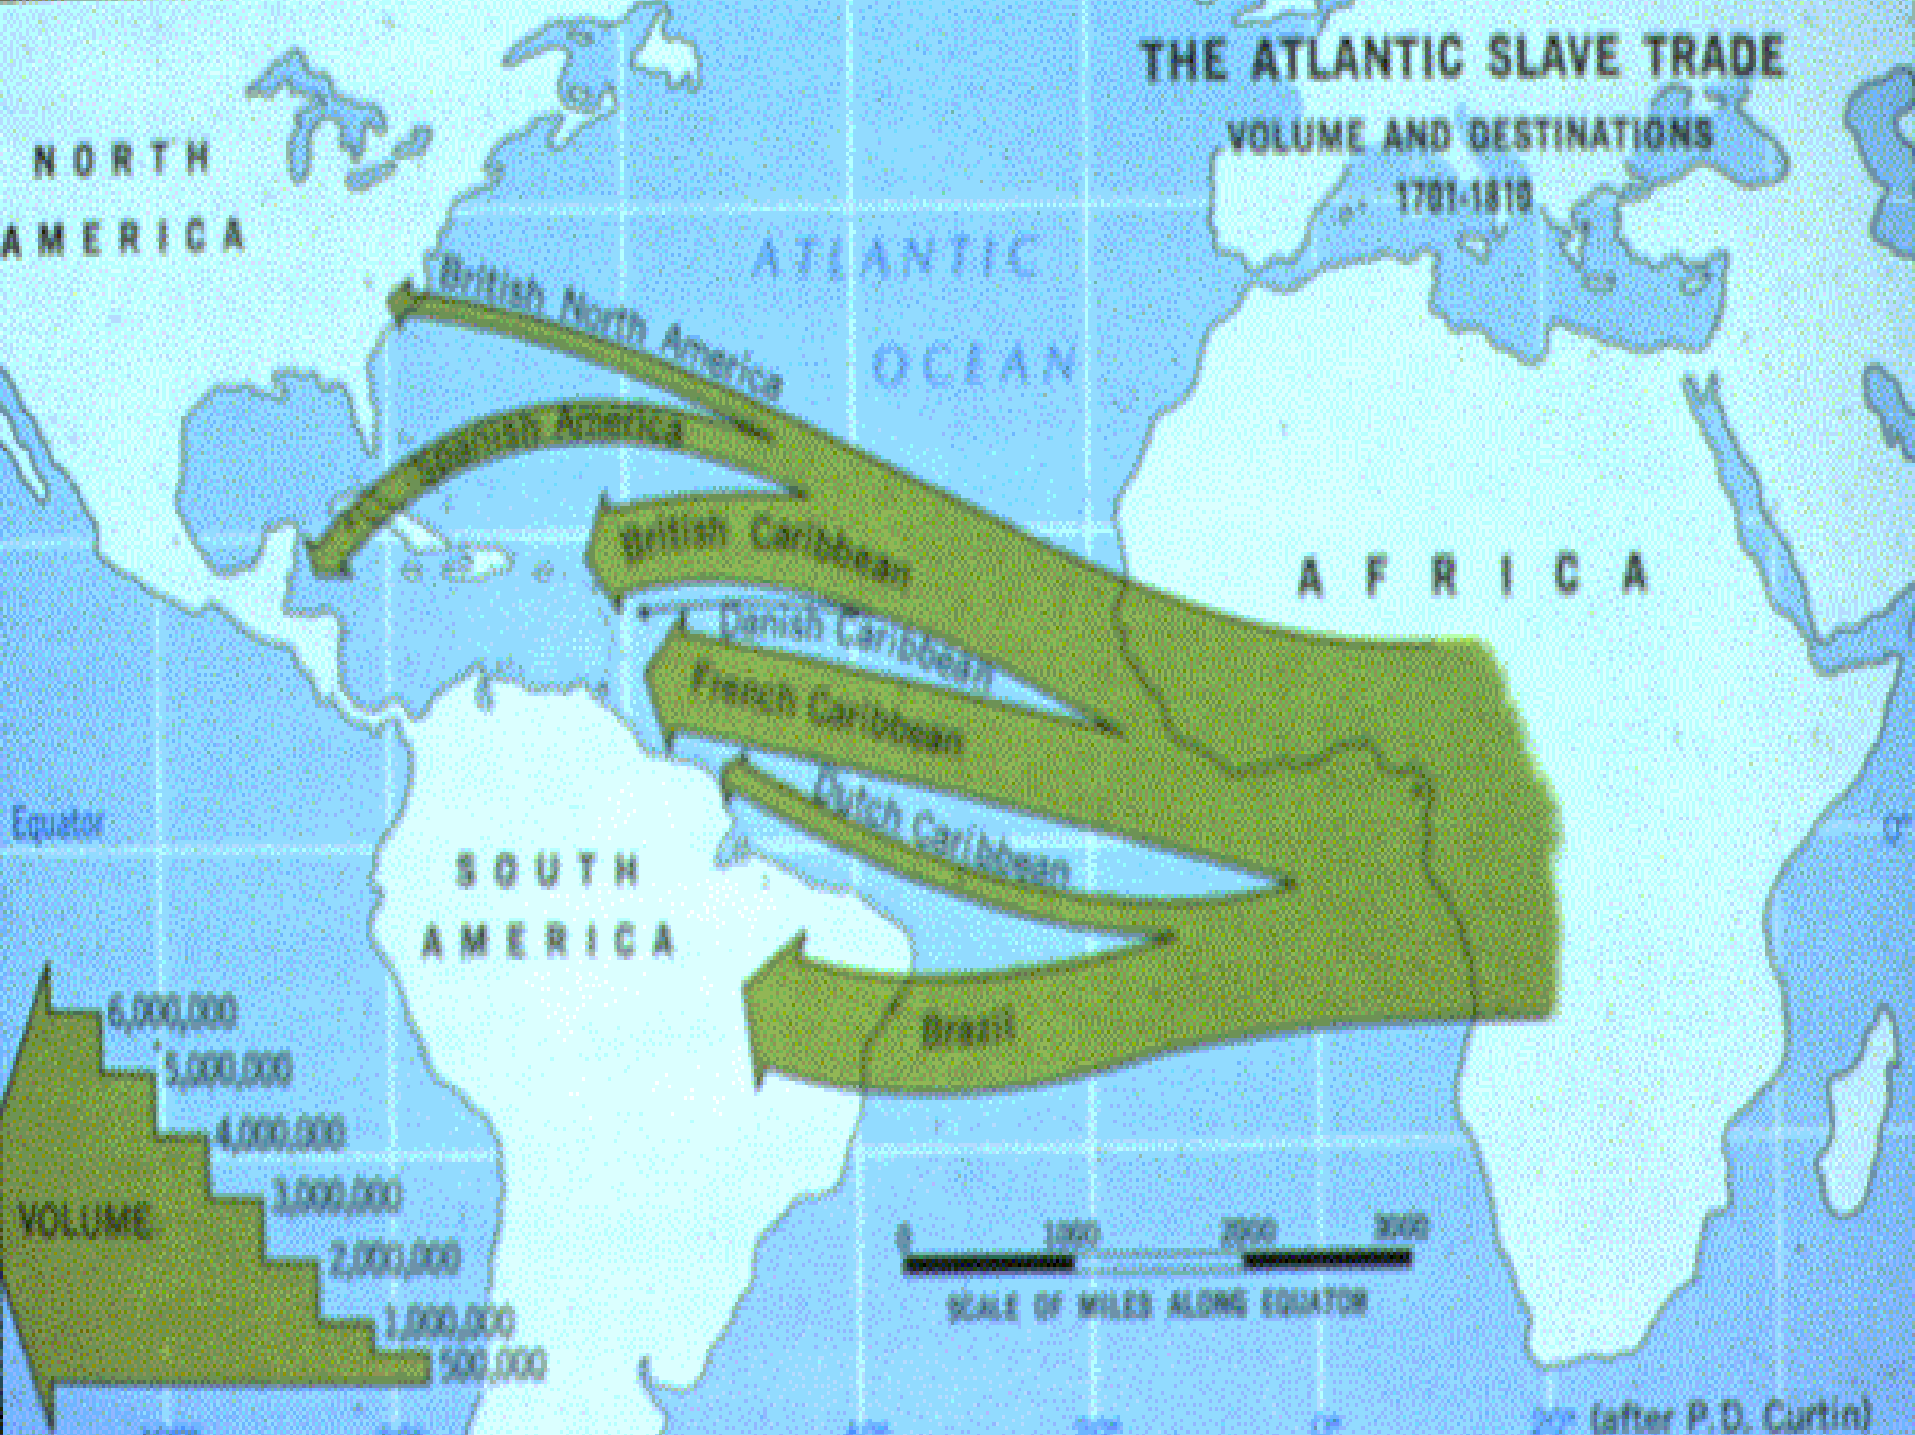 THE ATLANTIC SLAVE TRADE
VOLUME AND DESTINATIONS
1701-1810
NORTH
AMERICA
ATLANTIC
OCEAN
British North America
Spanish America
British Caribbean
Danish Caribbean
French Caribbean
Dutch Caribbean
Brazil
AFRICA
Equator
0°
SOUTH
AMERICA
6,000,000
5,000,000
4,000,000
3,000,000
2,000,000
1,000,000
500,000
VOLUME
0 1000 2000 3000
SCALE OF MILES ALONG EQUATOR
20°
(after P.D. Curtin)